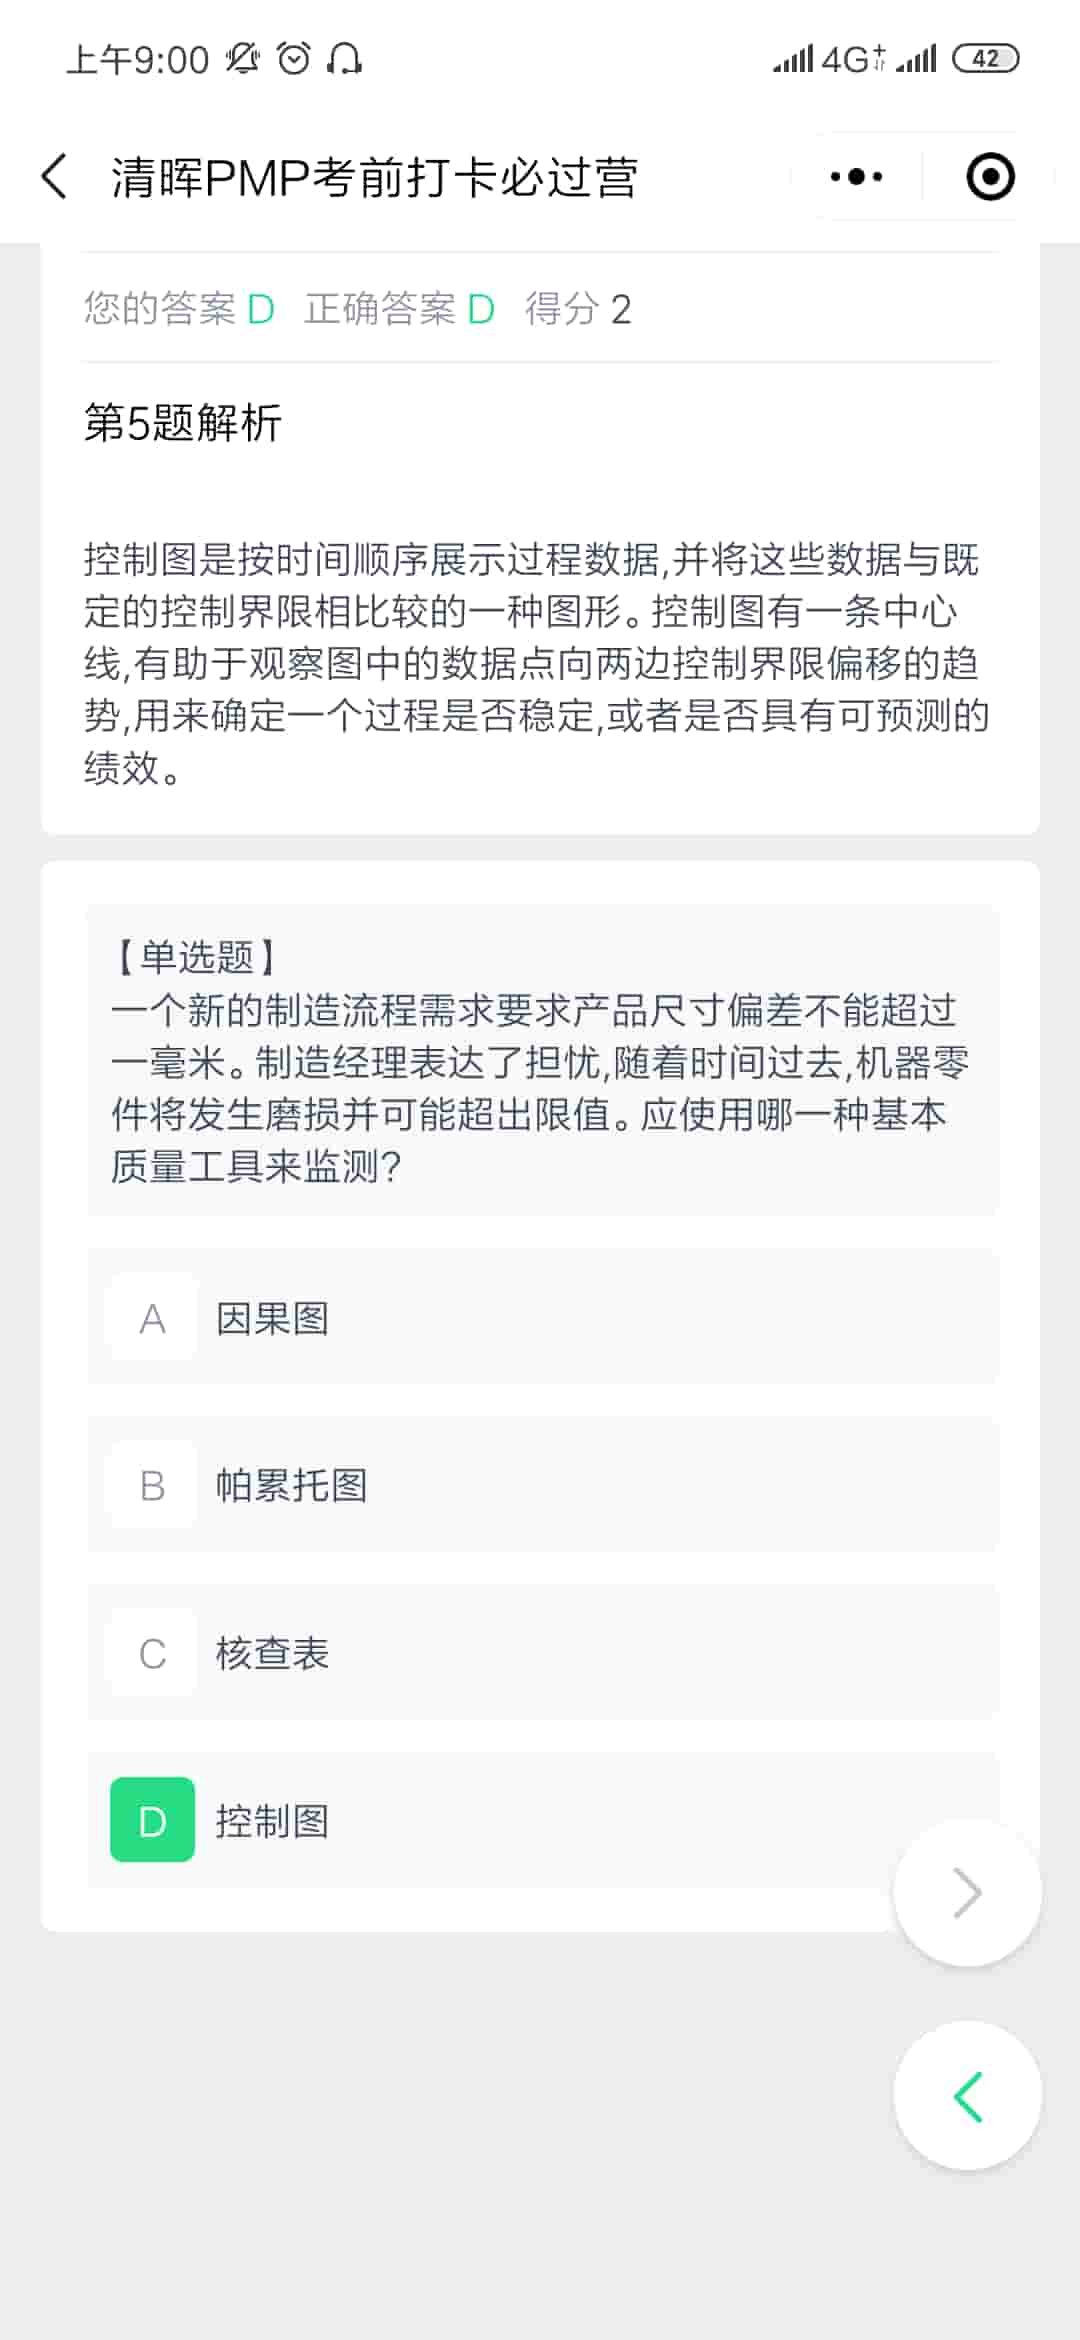 上午9:00 4G 42
清晖PMP考前打卡必过营
您的答案 D 正确答案 D 得分 2
第5题解析
控制图是按时间顺序展示过程数据,并将这些数据与既
定的控制界限相比较的一种图形。控制图有一条中心
线,有助于观察图中的数据点向两边控制界限偏移的趋
势,用来确定一个过程是否稳定,或者是否具有可预测的
绩效。
【单选题】
一个新的制造流程需求要求产品尺寸偏差不能超过
一毫米。制造经理表达了担忧,随着时间过去,机器零
件将发生磨损并可能超出限值。应使用哪一种基本
质量工具来监测?
A 因果图
B 帕累托图
C 核查表
D 控制图